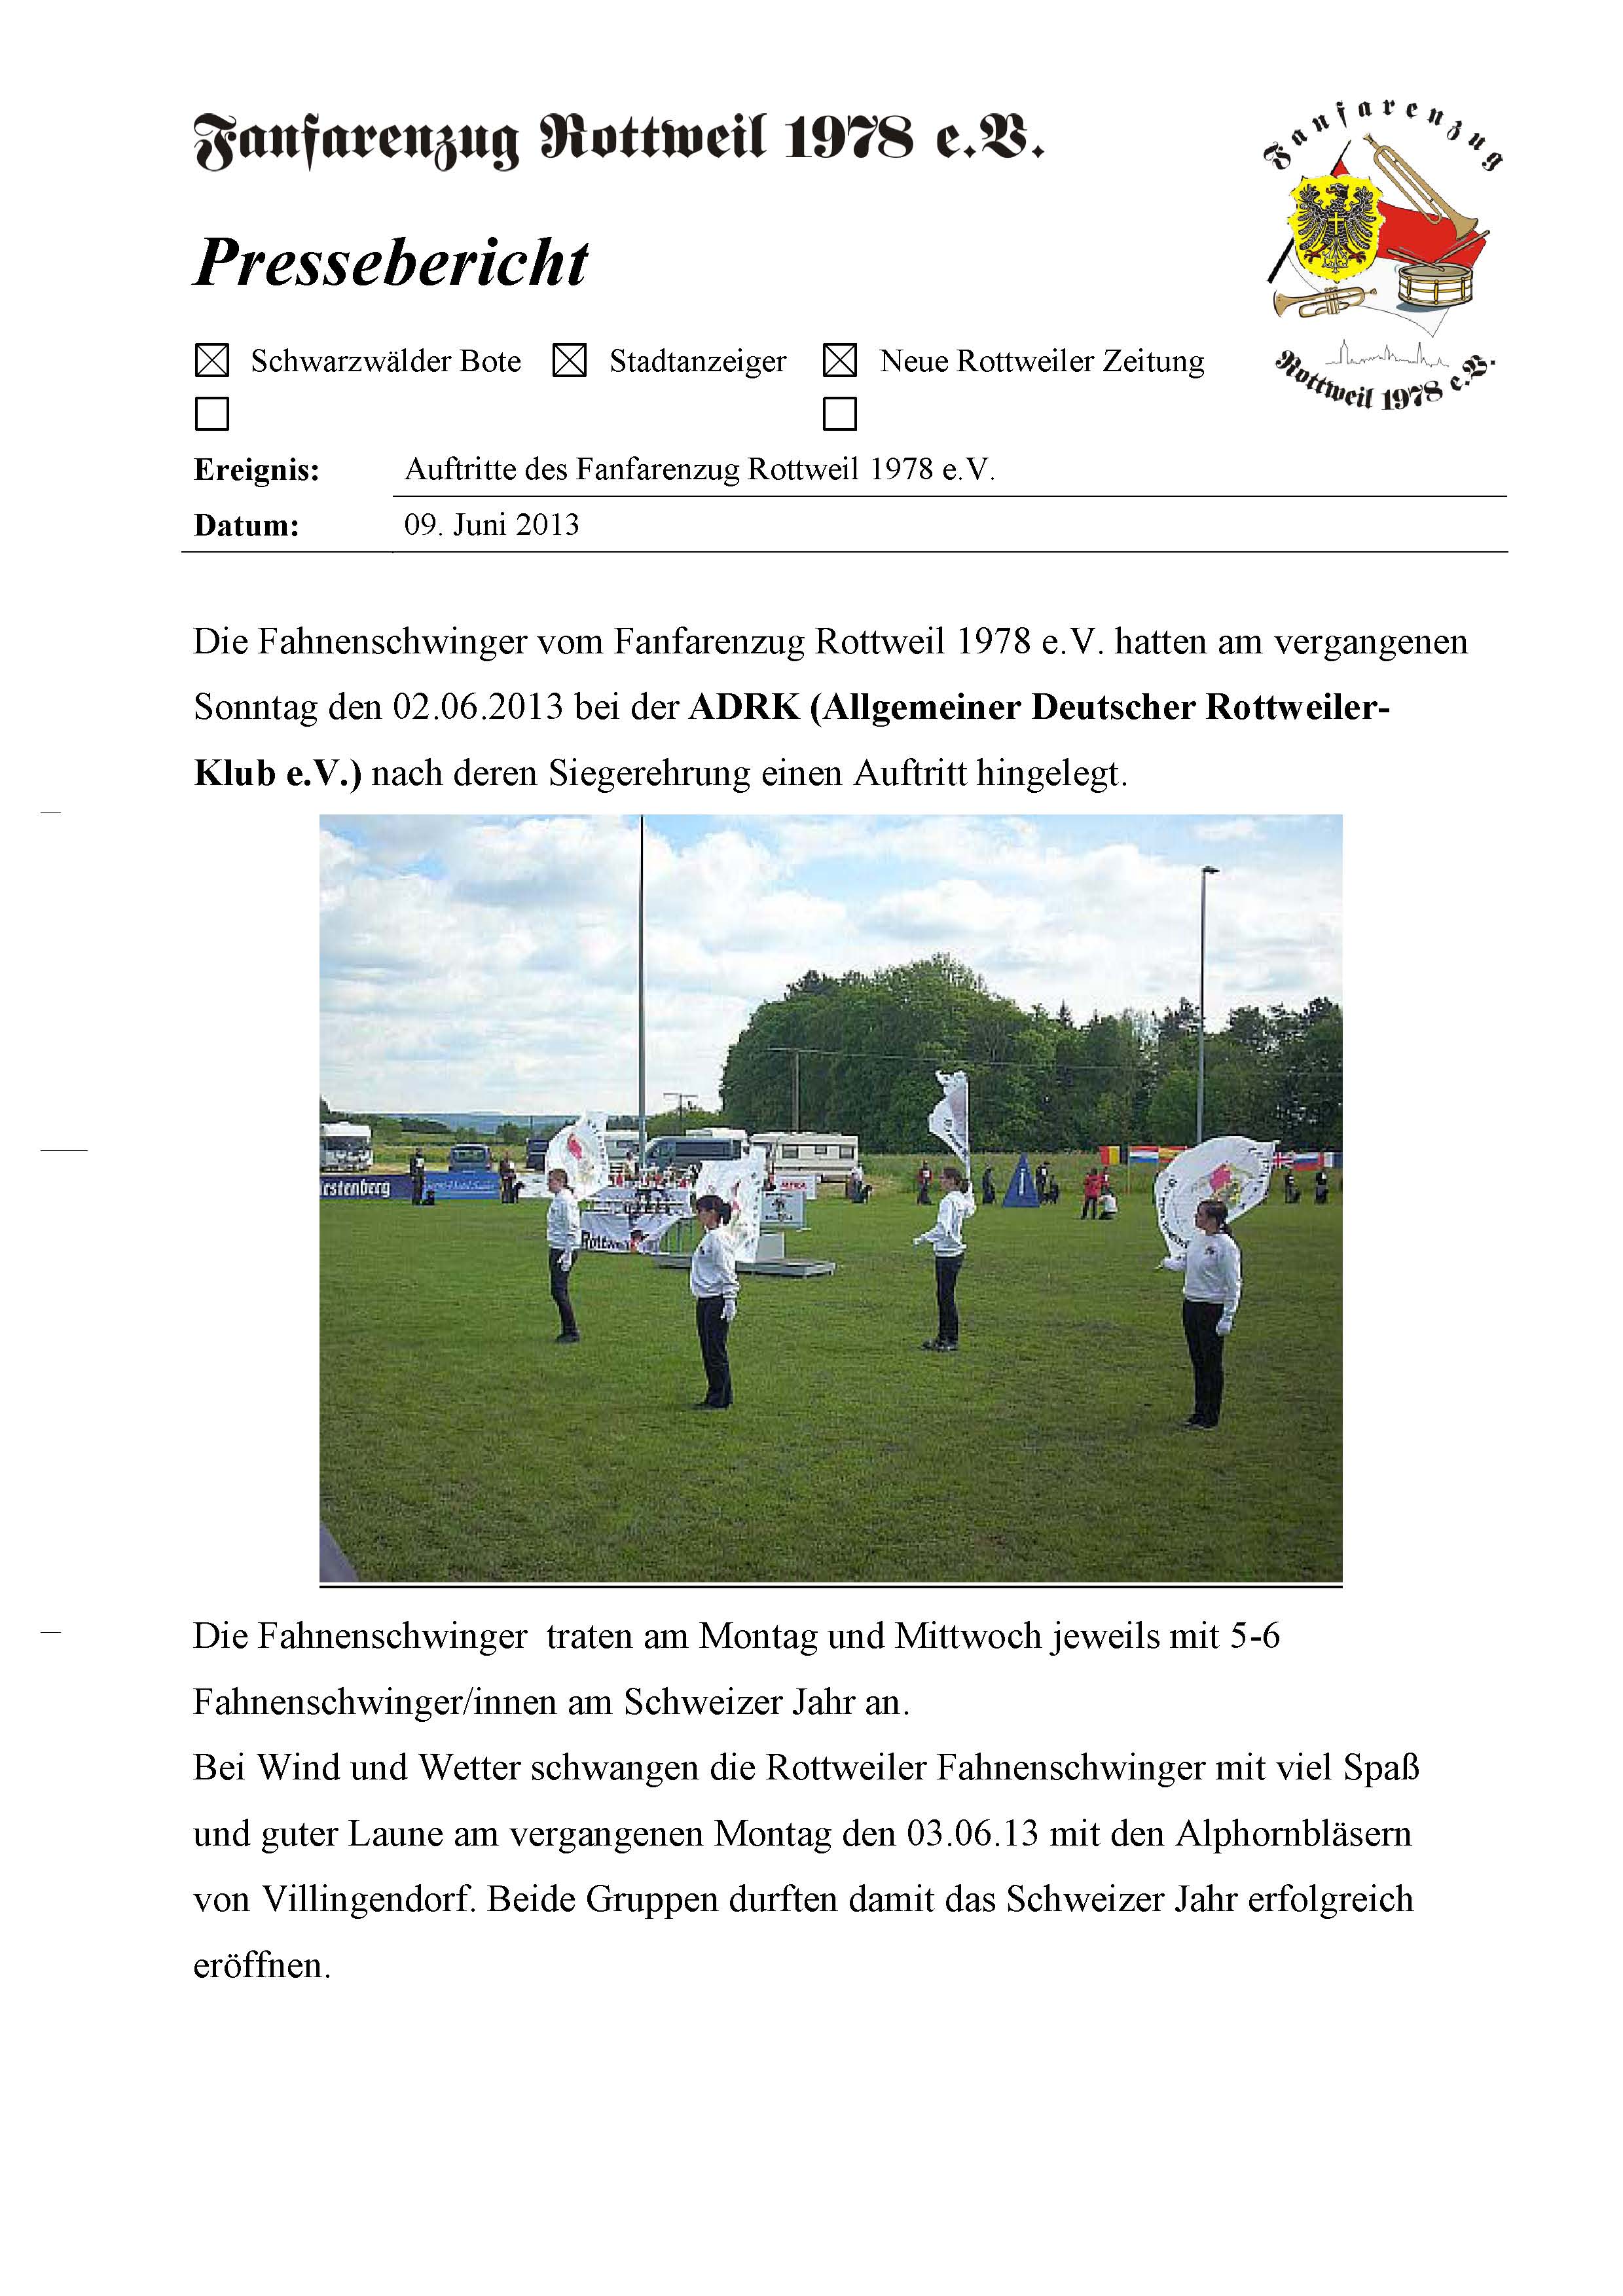 Fanfarenzug Rottweil 1978 e.V.
Fanfarenzug
Rottweil 1978 e.V.
Pressebericht
Schwarzwälder Bote Stadtanzeiger Neue Rottweiler Zeitung
Ereignis: Auftritte des Fanfarenzug Rottweil 1978 e.V.
Datum: 09. Juni 2013
Die Fahnenschwinger vom Fanfarenzug Rottweil 1978 e.V. hatten am vergangenen
Sonntag den 02.06.2013 bei der ADRK (Allgemeiner Deutscher Rottweiler-
Klub e.V.) nach deren Siegerehrung einen Auftritt hingelegt.
estenberg
Rottwei
Die Fahnenschwinger traten am Montag und Mittwoch jeweils mit 5-6
Fahnenschwinger/innen am Schweizer Jahr an.
Bei Wind und Wetter schwangen die Rottweiler Fahnenschwinger mit viel Spaß
und guter Laune am vergangenen Montag den 03.06.13 mit den Alphornbläsern
von Villingendorf. Beide Gruppen durften damit das Schweizer Jahr erfolgreich
eröffnen.